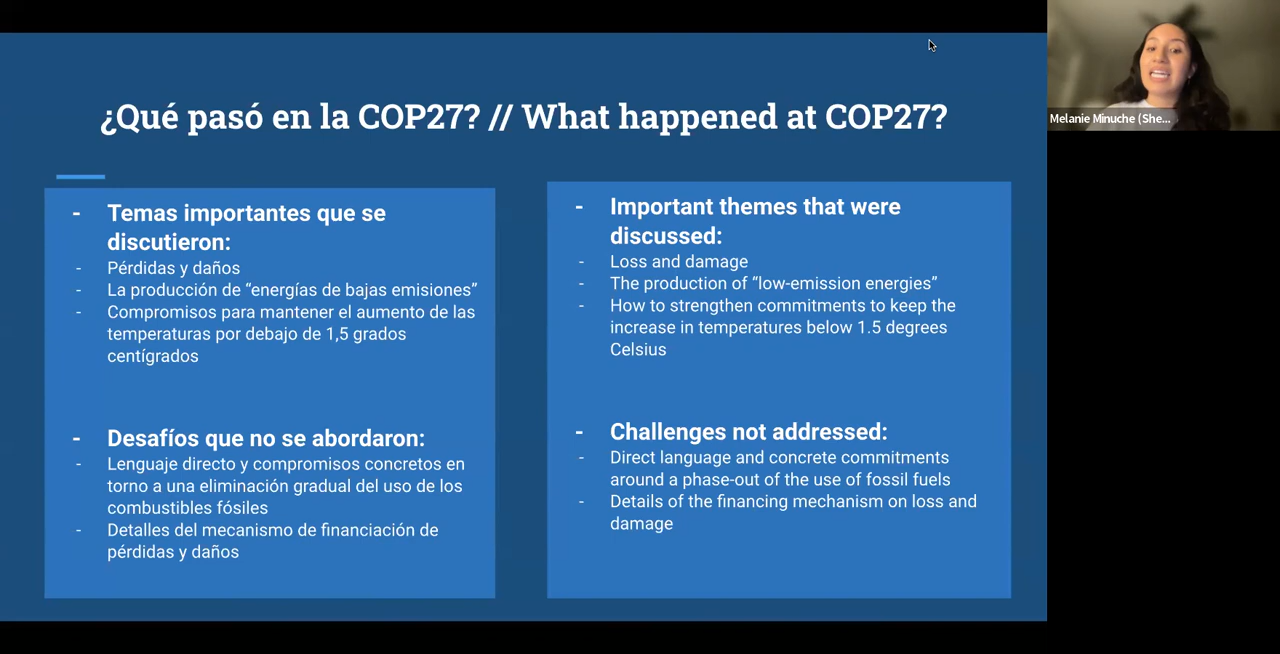 ¿Qué pasó en la COP27? // What happened at COP27?
- Temas importantes que se
discutieron:
- Pérdidas y daños
- La producción de “energías de bajas emisiones”
- Compromisos para mantener el aumento de las
temperaturas por debajo de 1,5 grados
centígrados
- Desafíos que no se abordaron:
- Lenguaje directo y compromisos concretos en
torno a una eliminación gradual del uso de los
combustibles fósiles
- Detalles del mecanismo de financiación de
pérdidas y daños
- Important themes that were
discussed:
- Loss and damage
- The production of “low-emission energies”
- How to strengthen commitments to keep the
increase in temperatures below 1.5 degrees
Celsius
- Challenges not addressed:
- Direct language and concrete commitments
around a phase-out of the use of fossil fuels
- Details of the financing mechanism on loss and
damage
Melanie Minuche (She...